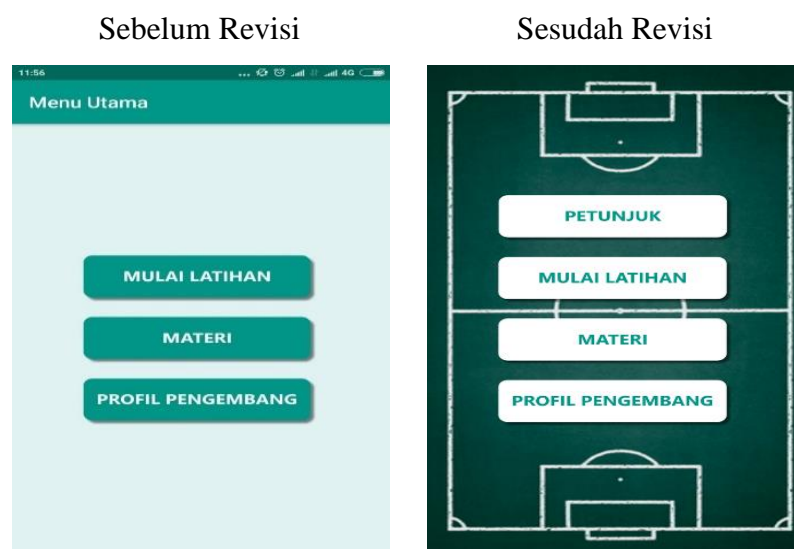 Sebelum Revisi
Sesudah Revisi
11:56
... 4G
Menu Utama
MULAI LATIHAN
MATERI
PROFIL PENGEMBANG
PETUNJUK
MULAI LATIHAN
MATERI
PROFIL PENGEMBANG